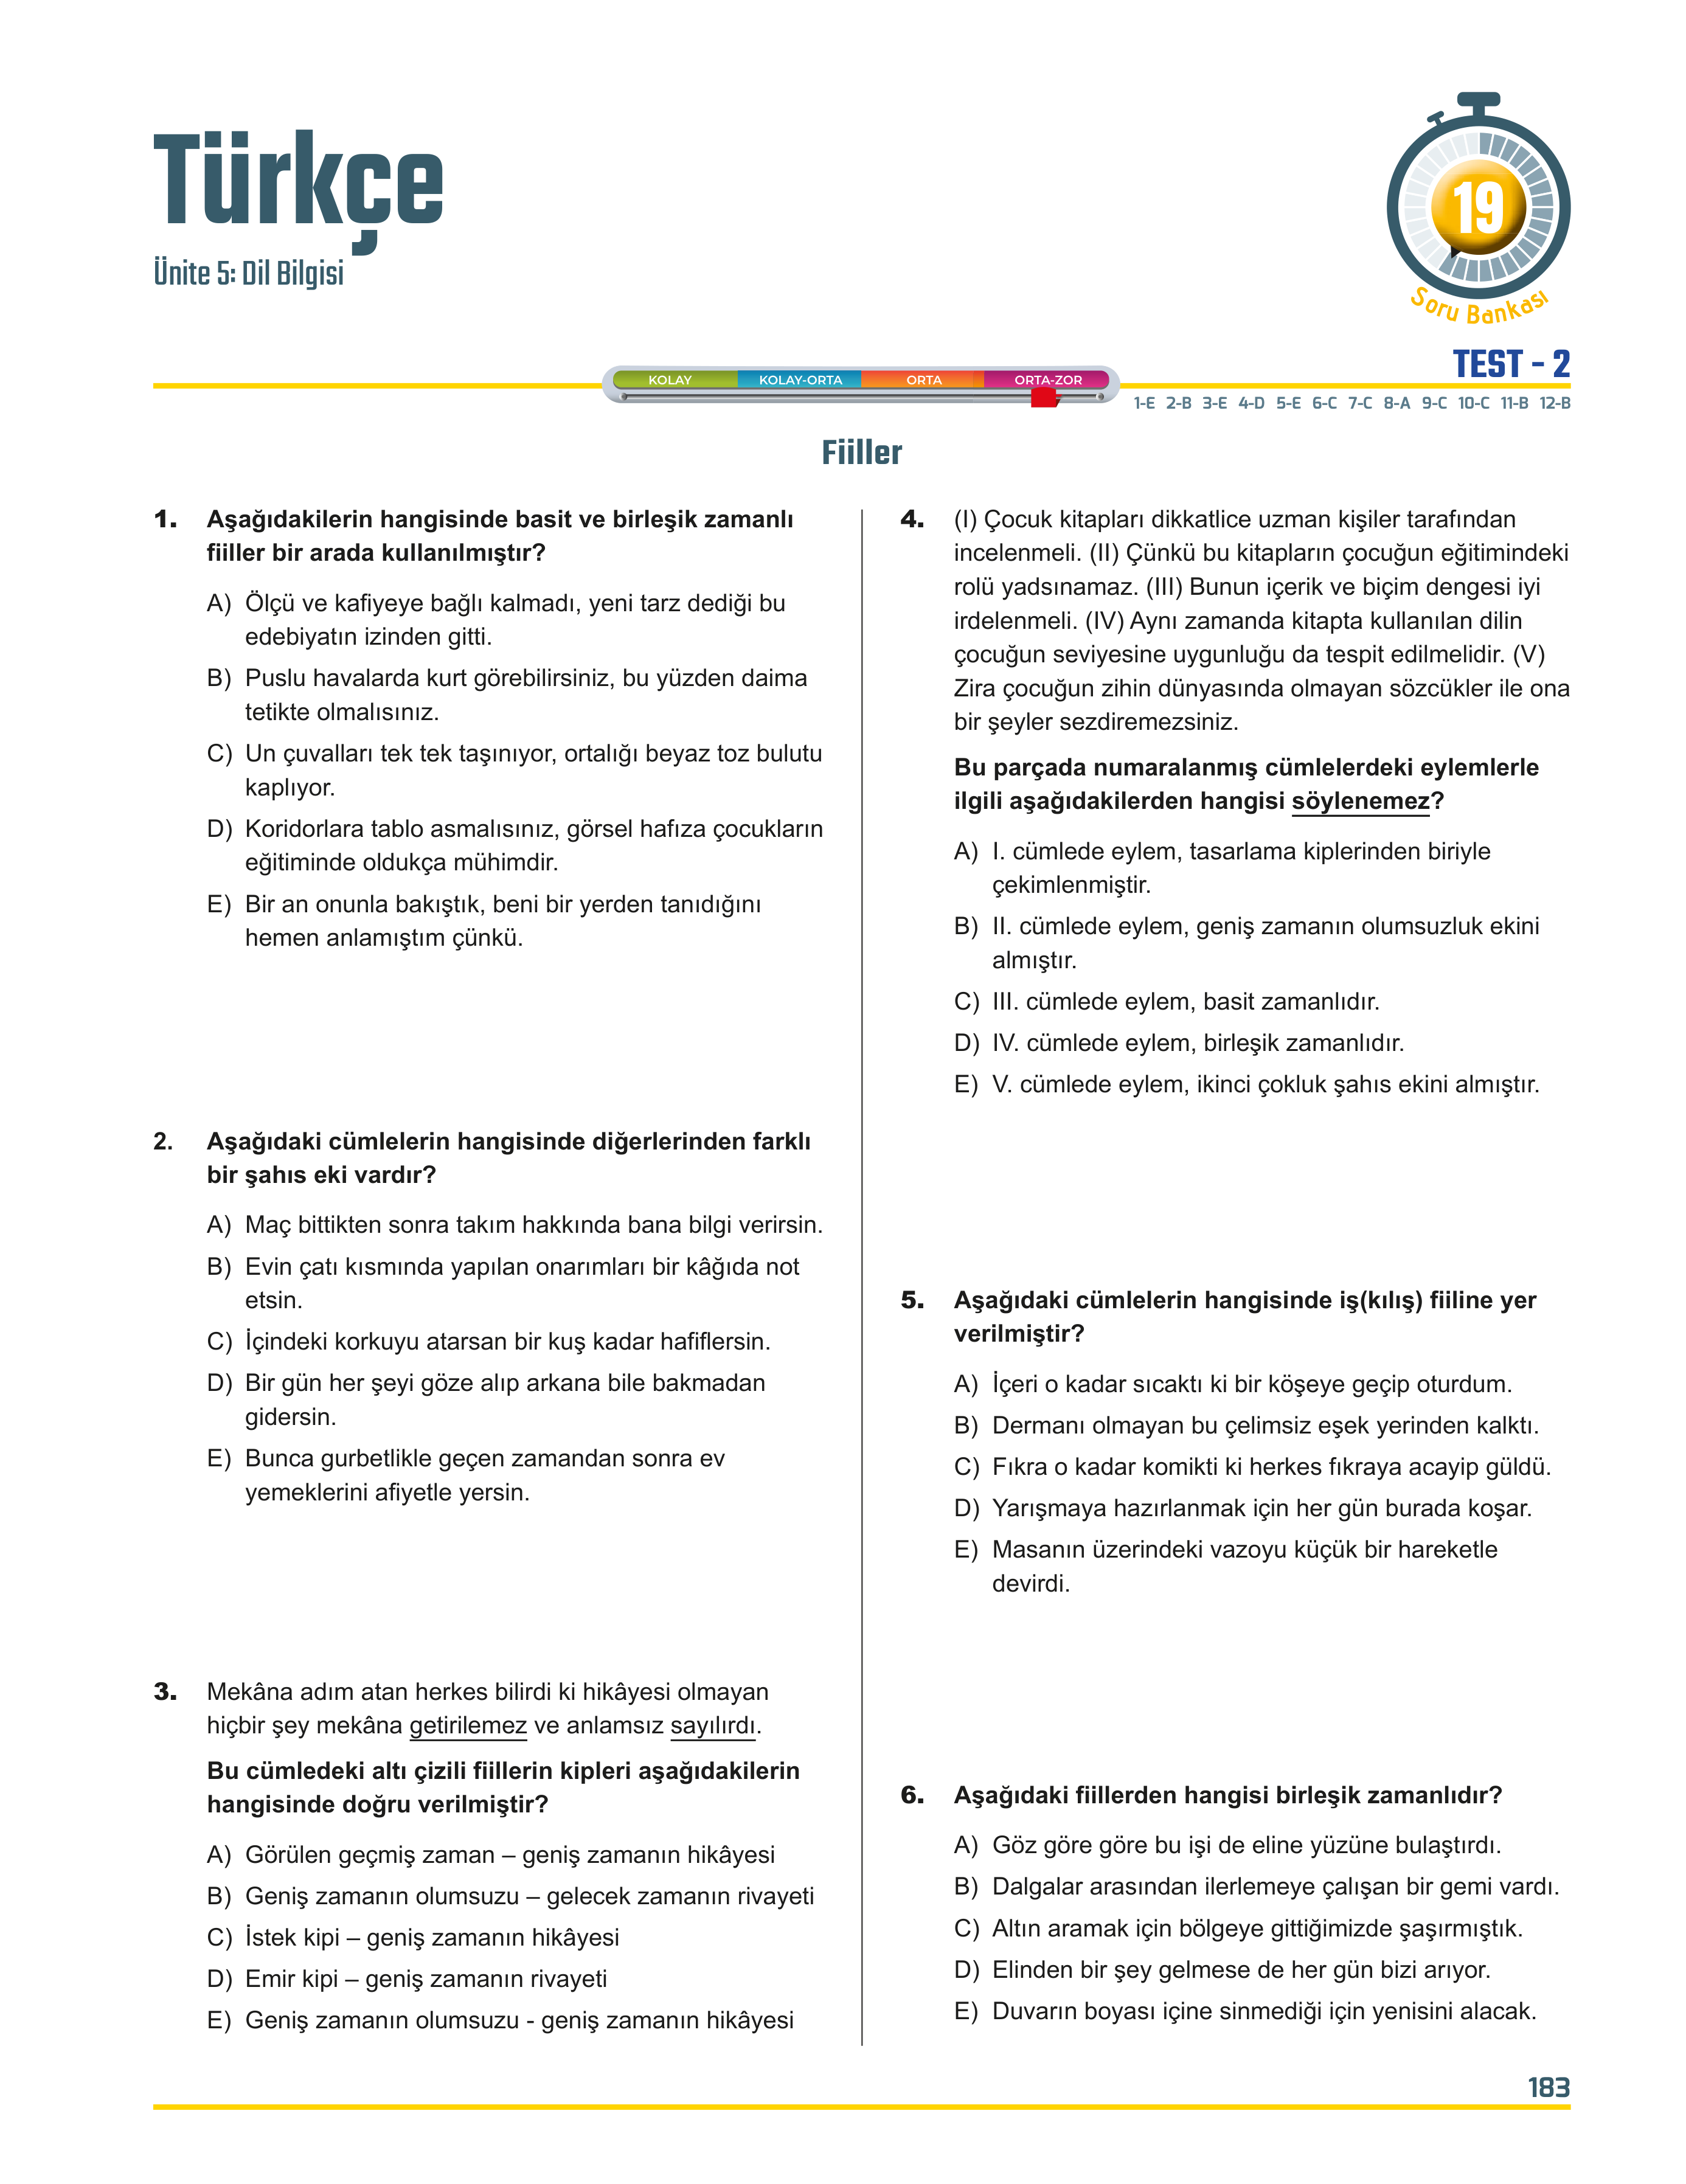 Türkçe
Ünite 5: Dil Bilgisi
19
Soru Bankası
TEST - 2
KOLAY KOLAY-ORTA ORTA ORTA-ZOR
1-E 2-B 3-E 4-D 5-E 6-C 7-C 8-A 9-C 10-C 11-B 12-B
Fiiller
1. Aşağıdakilerin hangisinde basit ve birleşik zamanlı
fiiller bir arada kullanılmıştır?
A) Ölçü ve kafiyeye bağlı kalmadı, yeni tarz dediği bu
edebiyatın izinden gitti.
B) Puslu havalarda kurt görebilirsiniz, bu yüzden daima
tetikte olmalısınız.
C) Un çuvalları tek tek taşınıyor, ortalığı beyaz toz bulutu
kaplıyor.
D) Koridorlara tablo asmalısınız, görsel hafıza çocukların
eğitiminde oldukça mühimdir.
E) Bir an onunla bakıştık, beni bir yerden tanıdığını
hemen anlamıştım çünkü.
2. Aşağıdaki cümlelerin hangisinde diğerlerinden farklı
bir şahıs eki vardır?
A) Maç bittikten sonra takım hakkında bana bilgi verirsin.
B) Evin çatı kısmında yapılan onarımları bir kâğıda not
etsin.
C) İçindeki korkuyu atarsan bir kuş kadar hafiflersin.
D) Bir gün her şeyi göze alıp arkana bile bakmadan
gidersin.
E) Bunca gurbetlikle geçen zamandan sonra ev
yemeklerini afiyetle yersin.
3. Mekâna adım atan herkes bilirdi ki hikâyesi olmayan
hiçbir şey mekâna getirilemez ve anlamsız sayılırdı.
Bu cümledeki altı çizili fiillerin kipleri aşağıdakilerin
hangisinde doğru verilmiştir?
A) Görülen geçmiş zaman – geniş zamanın hikâyesi
B) Geniş zamanın olumsuzu – gelecek zamanın rivayeti
C) İstek kipi – geniş zamanın hikâyesi
D) Emir kipi – geniş zamanın rivayeti
E) Geniş zamanın olumsuzu - geniş zamanın hikâyesi
4. (I) Çocuk kitapları dikkatlice uzman kişiler tarafından
incelenmeli. (II) Çünkü bu kitapların çocuğun eğitimindeki
rolü yadsınamaz. (III) Bunun içerik ve biçim dengesi iyi
irdelenmeli. (IV) Aynı zamanda kitapta kullanılan dilin
çocuğun seviyesine uygunluğu da tespit edilmelidir. (V)
Zira çocuğun zihin dünyasında olmayan sözcükler ile ona
bir şeyler sezdiremezsiniz.
Bu parçada numaralanmış cümlelerdeki eylemlerle
ilgili aşağıdakilerden hangisi söylenemez?
A) I. cümlede eylem, tasarlama kiplerinden biriyle
çekimlenmiştir.
B) II. cümlede eylem, geniş zamanın olumsuzluk ekini
almıştır.
C) III. cümlede eylem, basit zamanlıdır.
D) IV. cümlede eylem, birleşik zamanlıdır.
E) V. cümlede eylem, ikinci çokluk şahıs ekini almıştır.
5. Aşağıdaki cümlelerin hangisinde iş(kılış) fiiline yer
verilmiştir?
A) İçeri o kadar sıcaktı ki bir köşeye geçip oturdum.
B) Dermanı olmayan bu çelimsiz eşek yerinden kalktı.
C) Fıkra o kadar komikti ki herkes fıkraya acayip güldü.
D) Yarışmaya hazırlanmak için her gün burada koşar.
E) Masanın üzerindeki vazoyu küçük bir hareketle
devirdi.
6. Aşağıdaki fiillerden hangisi birleşik zamanlıdır?
A) Göz göre göre bu işi de eline yüzüne bulaştırdı.
B) Dalgalar arasından ilerlemeye çalışan bir gemi vardı.
C) Altın aramak için bölgeye gittiğimizde şaşırmıştık.
D) Elinden bir şey gelmese de her gün bizi arıyor.
E) Duvarın boyası içine sinmediği için yenisini alacak.
183